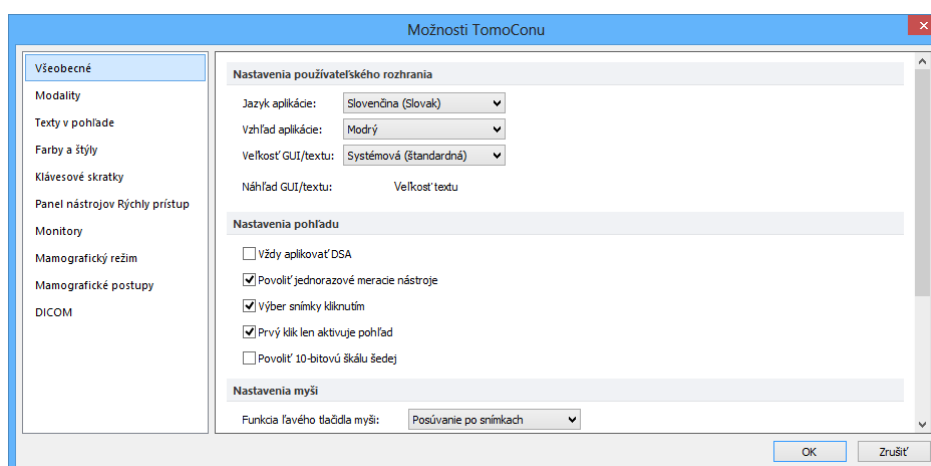 Možnosti TomoConu
Všeobecné
Modality
Texty v pohľade
Farby a štýly
Klávesové skratky
Panel nástrojov Rýchly prístup
Monitory
Mamografický režim
Mamografické postupy
DICOM
Nastavenia používateľského rozhrania
Jazyk aplikácie: Slovenčina (Slovak)
Vzhľad aplikácie: Modrý
Veľkosť GUI/textu: Systémová (štandardná)
Náhľad GUI/textu: Veľkosť textu
Nastavenia pohľadu
Vždy aplikovať DSA
Povoliť jednorazové meracie nástroje
Výber snímky kliknutím
Prvý klik len aktivuje pohľad
Povoliť 10-bitovú škálu šedej
Nastavenia myši
Funkcia ľavého tlačidla myši: Posúvanie po snímkach
OK Zrušiť